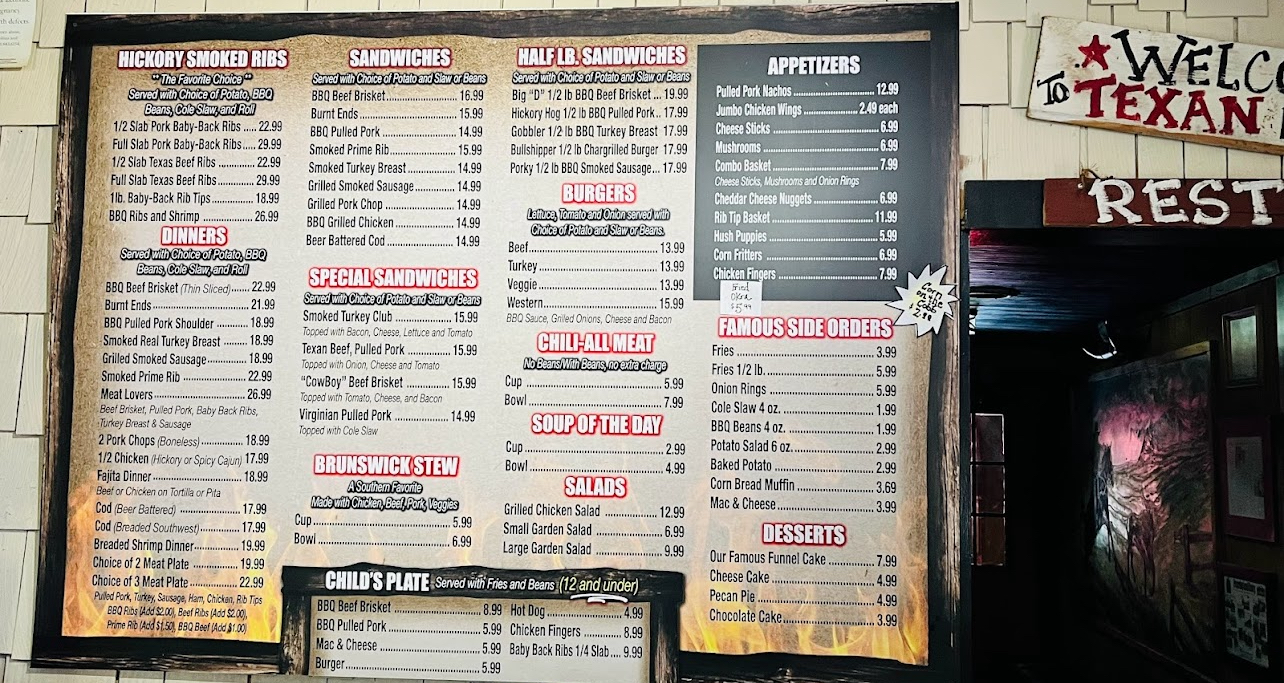 HICKORY SMOKED RIBS
"The Favorite Choice"
Served with Choice of Potato, BBQ
Beans, Cole Slaw, and Roll
1/2 Slab Pork Baby-Back Ribs ..... 22.99
Full Slab Pork Baby-Back Ribs..... 29.99
1/2 Slab Texas Beef Ribs ............ 22.99
Full Slab Texas Beef Ribs............ 29.99
1 lb. Baby-Back Rib Tips ............. 18.99
BBQ Ribs and Shrimp ................ 26.99
DINNERS
Served with Choice of Potato, BBQ
Beans, Cole Slaw, and Roll
BBQ Beef Brisket (Thin Sliced)...... 22.99
Burnt Ends ............................ 21.99
BBQ Pulled Pork Shoulder .......... 18.99
Smoked Real Turkey Breast ........ 18.99
Grilled Smoked Sausage............. 18.99
Smoked Prime Rib ................... 22.99
Meat Lovers........................... 26.99
Beef Brisket, Pulled Pork, Baby Back Ribs,
Turkey Breast & Sausage
2 Pork Chops (Boneless)............. 18.99
1/2 Chicken (Hickory or Spicy Cajun) 17.99
Fajita Dinner........................... 18.99
Beef or Chicken on Tortilla or Pita
Cod (Beer Battered) .................. 17.99
Cod (Breaded Southwest)............ 17.99
Breaded Shrimp Dinner.............. 19.99
Choice of 2 Meat Plate .............. 19.99
Choice of 3 Meat Plate .............. 22.99
Pulled Pork, Turkey, Sausage, Ham, Chicken, Rib Tips
BBQ Ribs (Add $2.00), Beef Ribs (Add $2.00),
Prime Rib (Add $1.50), BBQ Beef (Add $1.00)
SANDWICHES
Served with Choice of Potato and Slaw or Beans
BBQ Beef Brisket..................... 16.99
Burnt Ends ........................... 15.99
BBQ Pulled Pork ..................... 14.99
Smoked Prime Rib................... 15.99
Smoked Turkey Breast.............. 14.99
Grilled Smoked Sausage............ 14.99
Grilled Pork Chop ................... 14.99
BBQ Grilled Chicken ................ 14.99
Beer Battered Cod .................. 14.99
SPECIAL SANDWICHES
Served with Choice of Potato and Slaw or Beans
Smoked Turkey Club ................ 15.99
Topped with Bacon, Cheese, Lettuce and Tomato
Texan Beef, Pulled Pork ............ 15.99
Topped with Onion, Cheese and Tomato
"CowBoy" Beef Brisket ............. 15.99
Topped with Tomato, Cheese, and Bacon
Virginian Pulled Pork ............... 14.99
Topped with Cole Slaw
BRUNSWICK STEW
A Southern Favorite
Made with Chicken, Beef, Pork, Veggies
Cup..................................... 5.99
Bowl.................................... 6.99
HALF LB. SANDWICHES
Served with Choice of Potato and Slaw or Beans
Big "D" 1/2 lb BBQ Beef Brisket ... 19.99
Hickory Hog 1/2 lb BBQ Pulled Pork.. 17.99
Gobbler 1/2 lb BBQ Turkey Breast 17.99
Bullshipper 1/2 lb Chargrilled Burger 17.99
Porky 1/2 lb BBQ Smoked Sausage... 17.99
BURGERS
Lettuce, Tomato and Onion served with
Choice of Potato and Slaw or Beans.
Beef..................................... 13.99
Turkey.................................. 13.99
Veggie.................................. 13.99
Western................................ 15.99
BBQ Sauce, Grilled Onions, Cheese and Bacon
CHILI-ALL MEAT
No Beans/With Beans, no extra charge
Cup...................................... 5.99
Bowl..................................... 7.99
SOUP OF THE DAY
Cup...................................... 2.99
Bowl..................................... 4.99
SALADS
Grilled Chicken Salad .............. 12.99
Small Garden Salad ................. 6.99
Large Garden Salad ................. 9.99
CHILD'S PLATE Served with Fries and Beans (12 and under)
BBQ Beef Brisket ..................... 8.99
BBQ Pulled Pork...................... 5.99
Mac & Cheese ........................ 5.99
Burger................................. 5.99
Hot Dog ............................... 4.99
Chicken Fingers ..................... 8.99
Baby Back Ribs 1/4 Slab.... 9.99
APPETIZERS
Pulled Pork Nachos ................. 12.99
Jumbo Chicken Wings ......... 2.49 each
Cheese Sticks ........................ 6.99
Mushrooms........................... 6.99
Combo Basket........................ 7.99
Cheese Sticks, Mushrooms and Onion Rings
Cheddar Cheese Nuggets........... 6.99
Rib Tip Basket........................ 11.99
Hush Puppies......................... 5.99
Corn Fritters ......................... 6.99
Chicken Fingers ...................... 7.99
Fried
Okra
$5.99
Corn
on the
Cobb
2.99
FAMOUS SIDE ORDERS
Fries .................................... 3.99
Fries 1/2 lb............................ 5.99
Onion Rings .......................... 5.99
Cole Slaw 4 oz. ...................... 1.99
BBQ Beans 4 oz. ..................... 1.99
Potato Salad 6 oz.................... 2.99
Baked Potato ......................... 2.99
Corn Bread Muffin .................. 3.69
Mac & Cheese........................ 3.99
DESSERTS
Our Famous Funnel Cake .......... 7.99
Cheese Cake.......................... 4.99
Pecan Pie .............................. 4.99
Chocolate Cake....................... 3.99
WELCO
TO TEXAN
REST